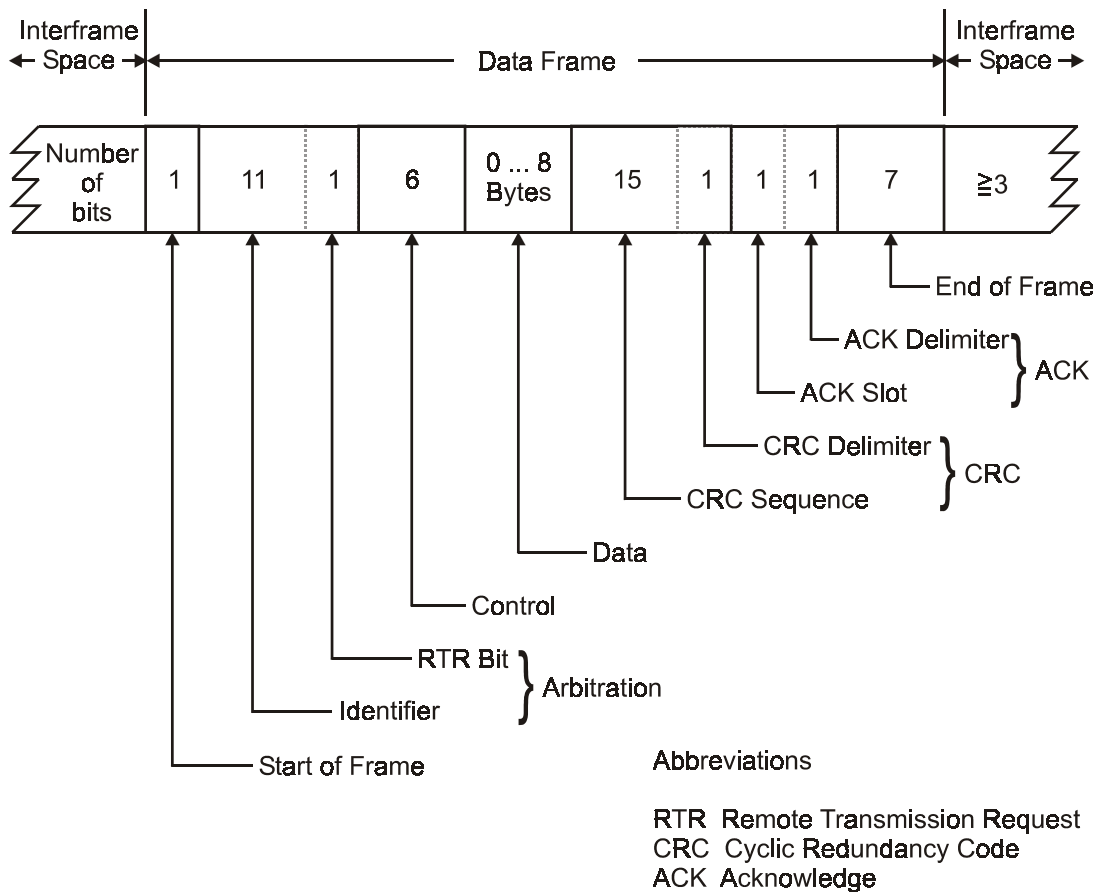 Interframe
Space
Data Frame
Interframe
Space
Number
of
bits
1
11
1
6
0 ... 8
Bytes
15
1
1
1
7
≧3
End of Frame
ACK Delimiter
ACK
ACK Slot
CRC Delimiter
CRC
CRC Sequence
Data
Control
RTR Bit
Arbitration
Identifier
Start of Frame
Abbreviations
RTR Remote Transmission Request
CRC Cyclic Redundancy Code
ACK Acknowledge